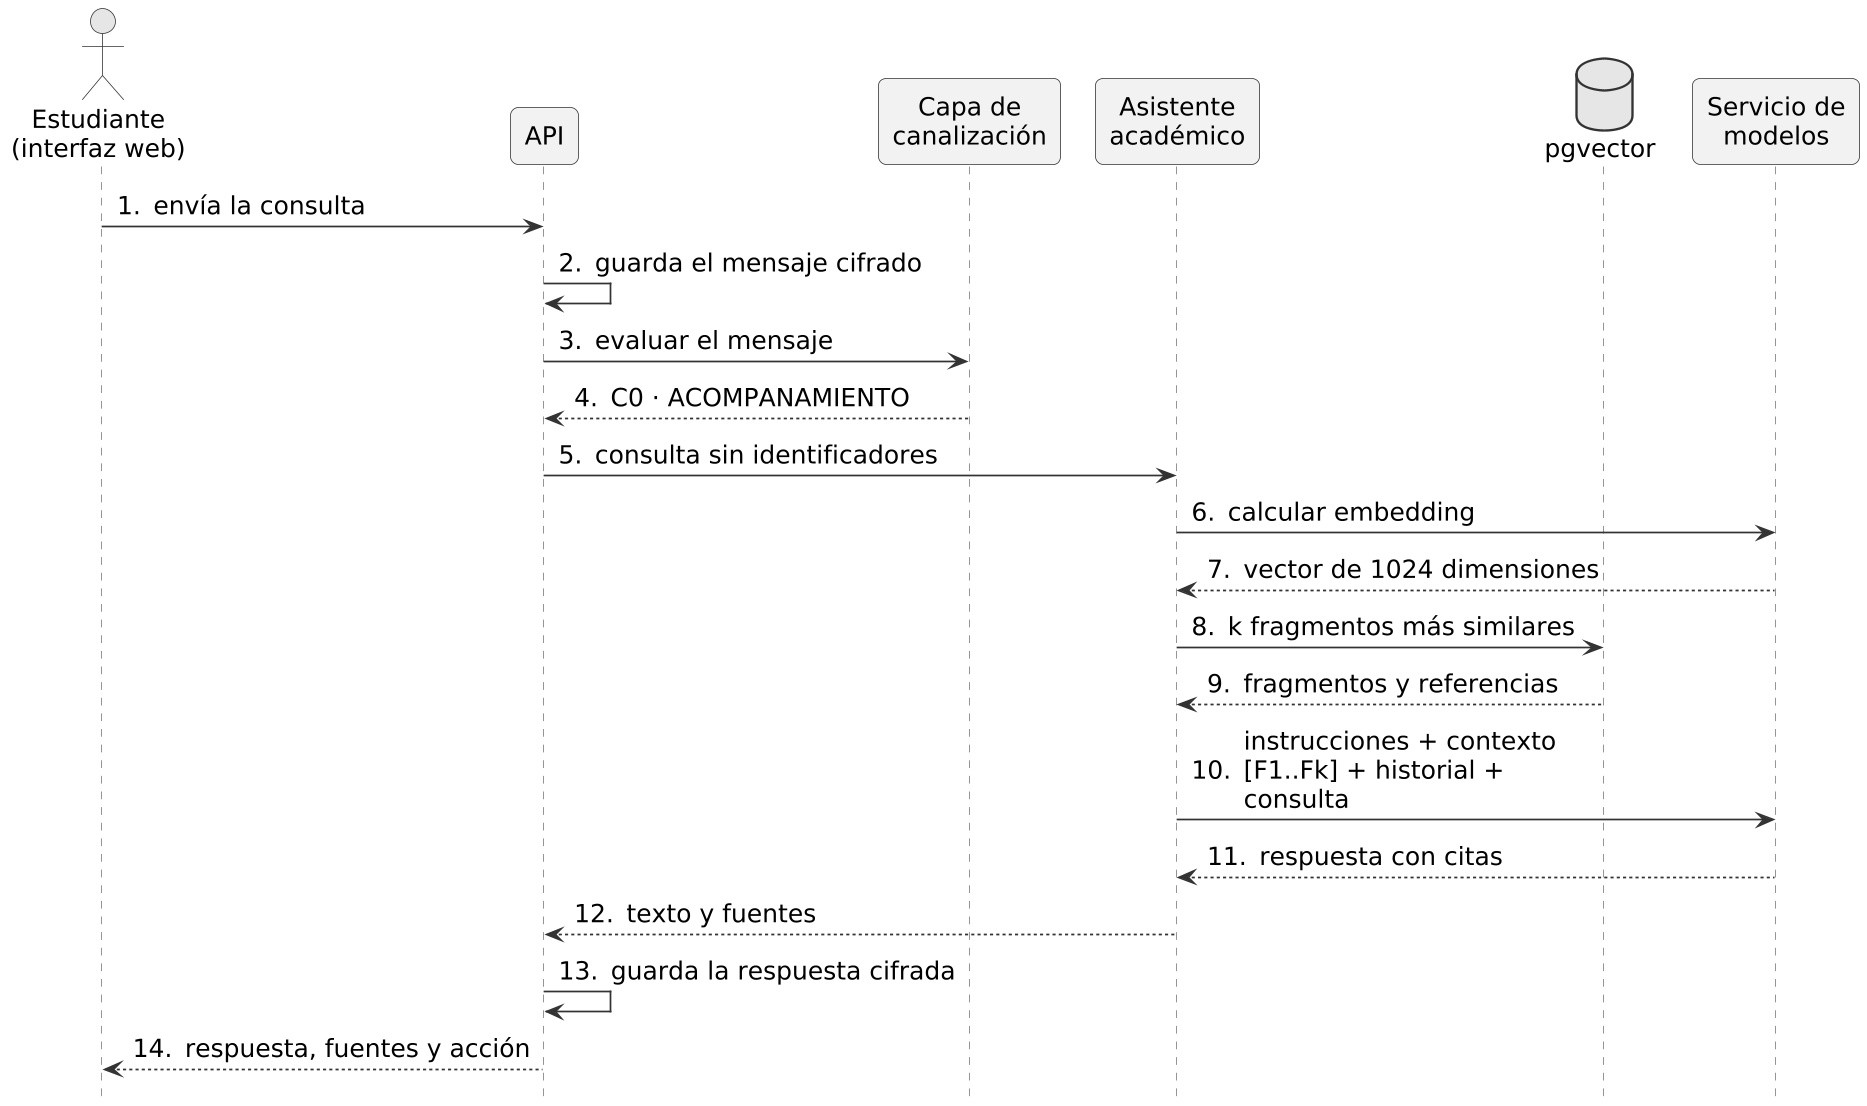 Estudiante
(interfaz web)
API
Capa de
canalización
Asistente
académico
pgvector
Servicio de
modelos
1. envía la consulta
2. guarda el mensaje cifrado
3. evaluar el mensaje
4. C0 · ACOMPANAMIENTO
5. consulta sin identificadores
6. calcular embedding
7. vector de 1024 dimensiones
8. k fragmentos más similares
9. fragmentos y referencias
10. instrucciones + contexto
[F1..Fk] + historial +
consulta
11. respuesta con citas
12. texto y fuentes
13. guarda la respuesta cifrada
14. respuesta, fuentes y acción